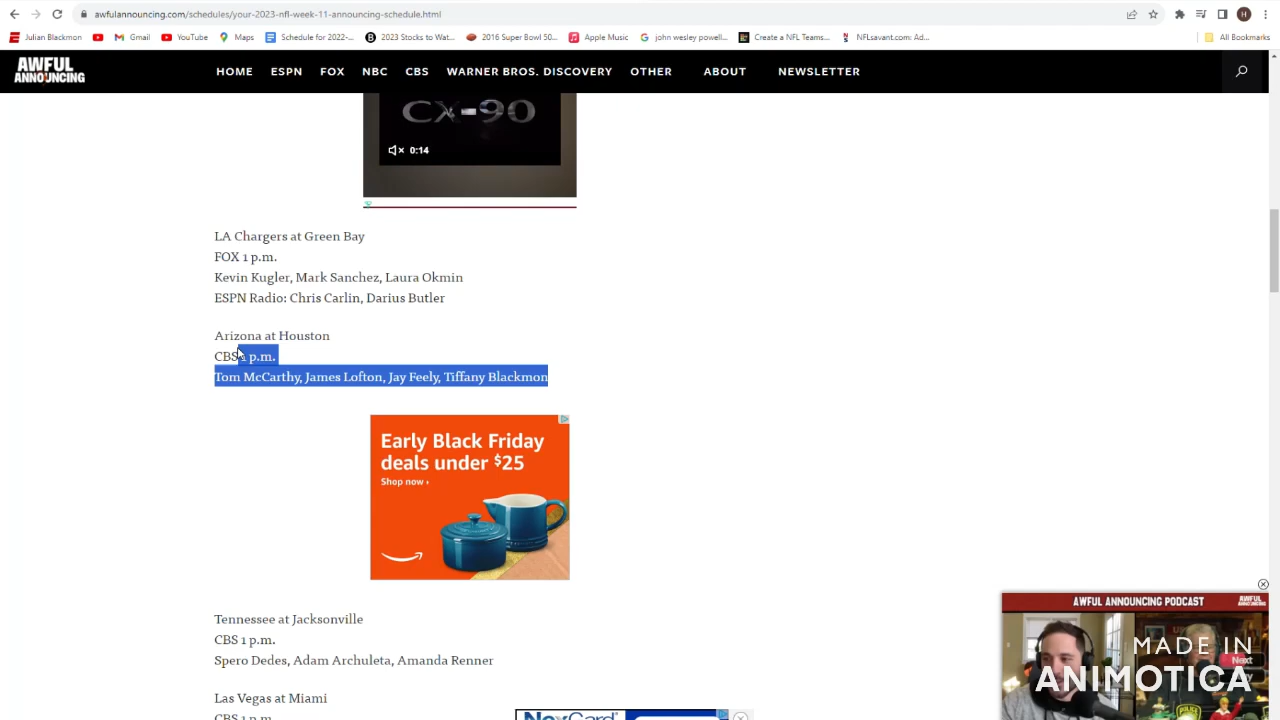 awfulannouncing.com/schedules/your-2023-nfl-week-11-announcing-schedule.html
H
Julian Blackmon
Gmail
YouTube
Maps
Schedule for 2022-...
2023 Stocks to Wat...
2016 Super Bowl 50...
Apple Music
john wesley powell...
Create a NFL Teams...
NFLsavant.com: Ad...
All Bookmarks
AWFUL
ANNOUNCING
HOME
ESPN
FOX
NBC
CBS
WARNER BROS. DISCOVERY
OTHER
ABOUT
NEWSLETTER
CX-90
0:14
LA Chargers at Green Bay
FOX 1 p.m.
Kevin Kugler, Mark Sanchez, Laura Okmin
ESPN Radio: Chris Carlin, Darius Butler
Arizona at Houston
CBS 1 p.m.
Tom McCarthy, James Lofton, Jay Feely, Tiffany Blackmon
Early Black Friday
deals under $25
Shop now ›
Tennessee at Jacksonville
CBS 1 p.m.
Spero Dedes, Adam Archuleta, Amanda Renner
Las Vegas at Miami
CBS 1 p.m.
AWFUL ANNOUNCING PODCAST
AWFUL
ANNOUNCING
Next
MADE IN
ANIMOTICA
POLICE